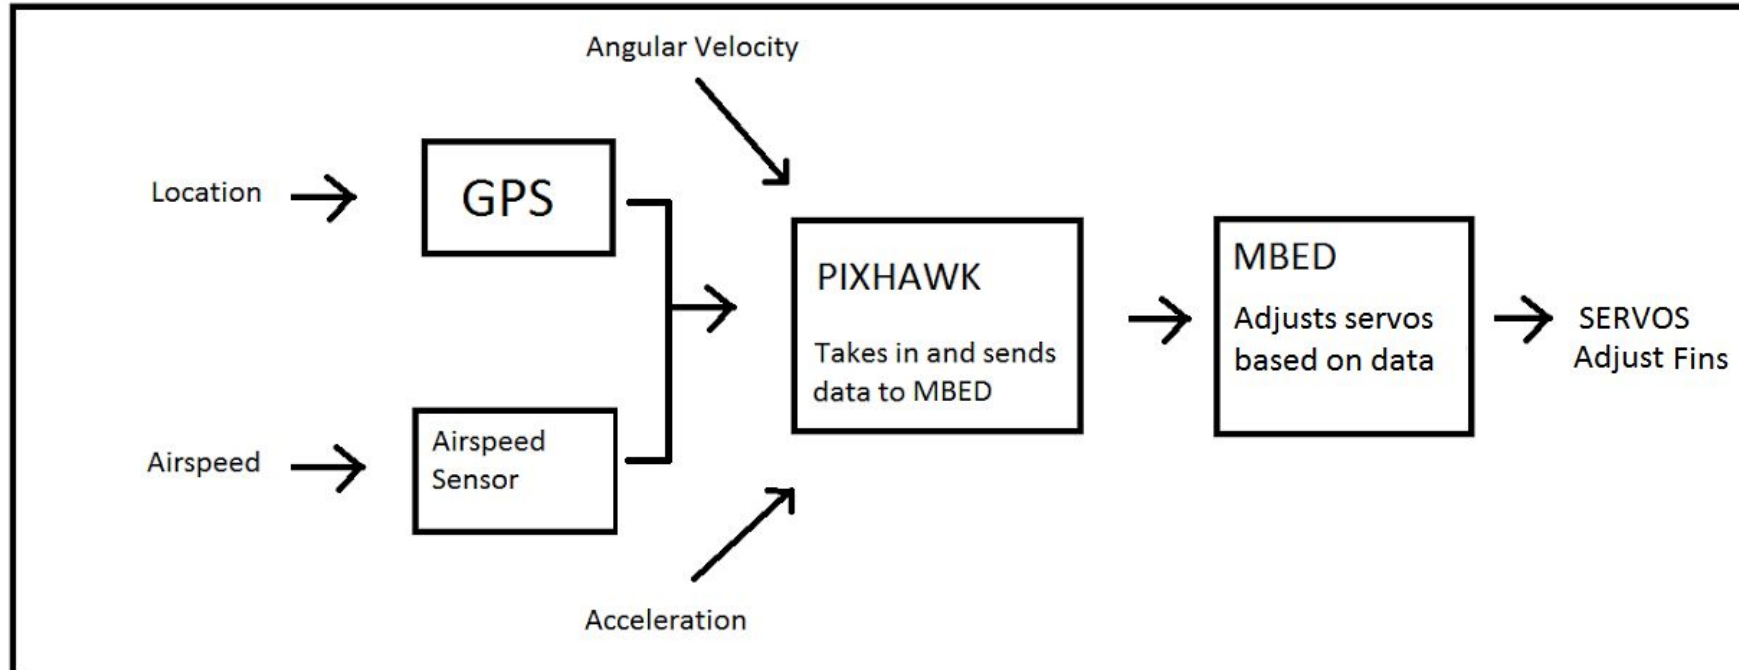 Angular Velocity
Location
GPS
Airspeed
Airspeed
Sensor
PIXHAWK
Takes in and sends
data to MBED
Acceleration
MBED
Adjusts servos
based on data
SERVOS
Adjust Fins